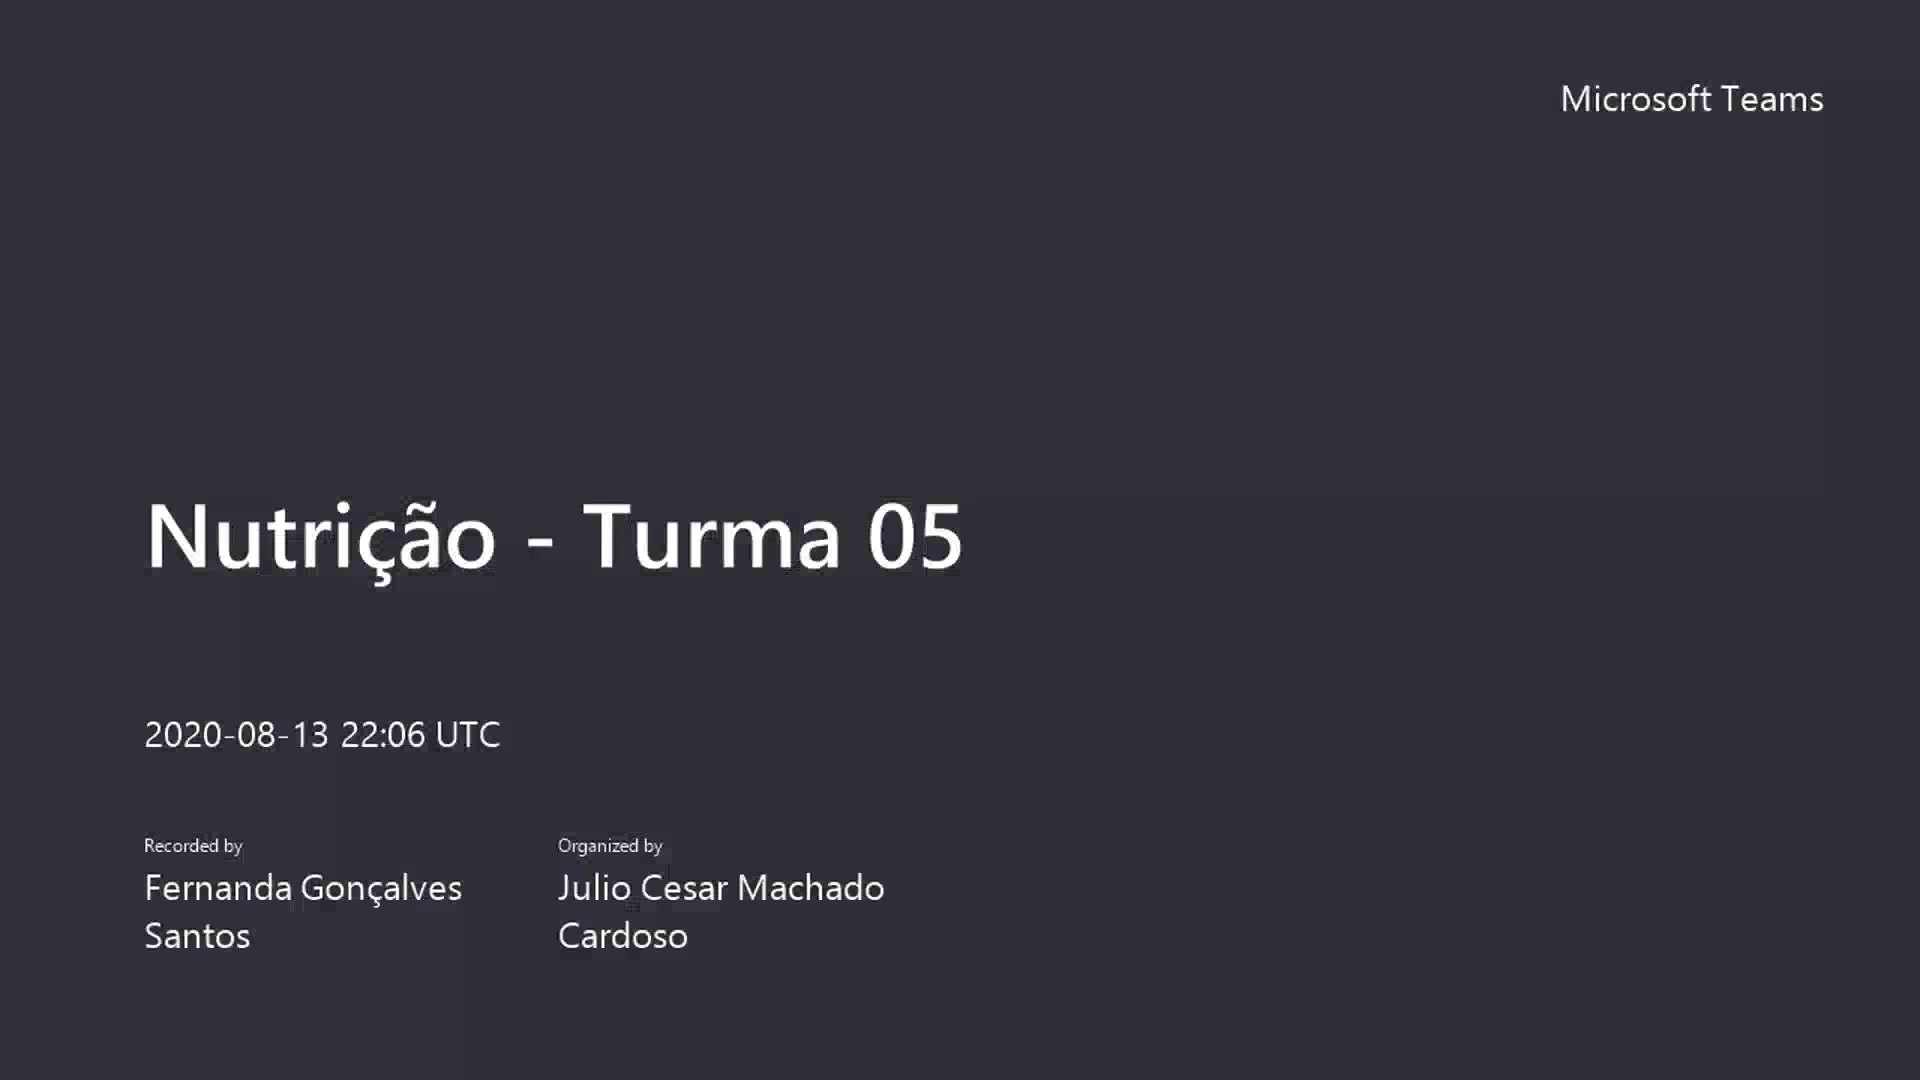 Microsoft Teams
Nutrição - Turma 05
2020-08-13 22:06 UTC
Recorded by
Fernanda Gonçalves
Santos
Organized by
Julio Cesar Machado
Cardoso